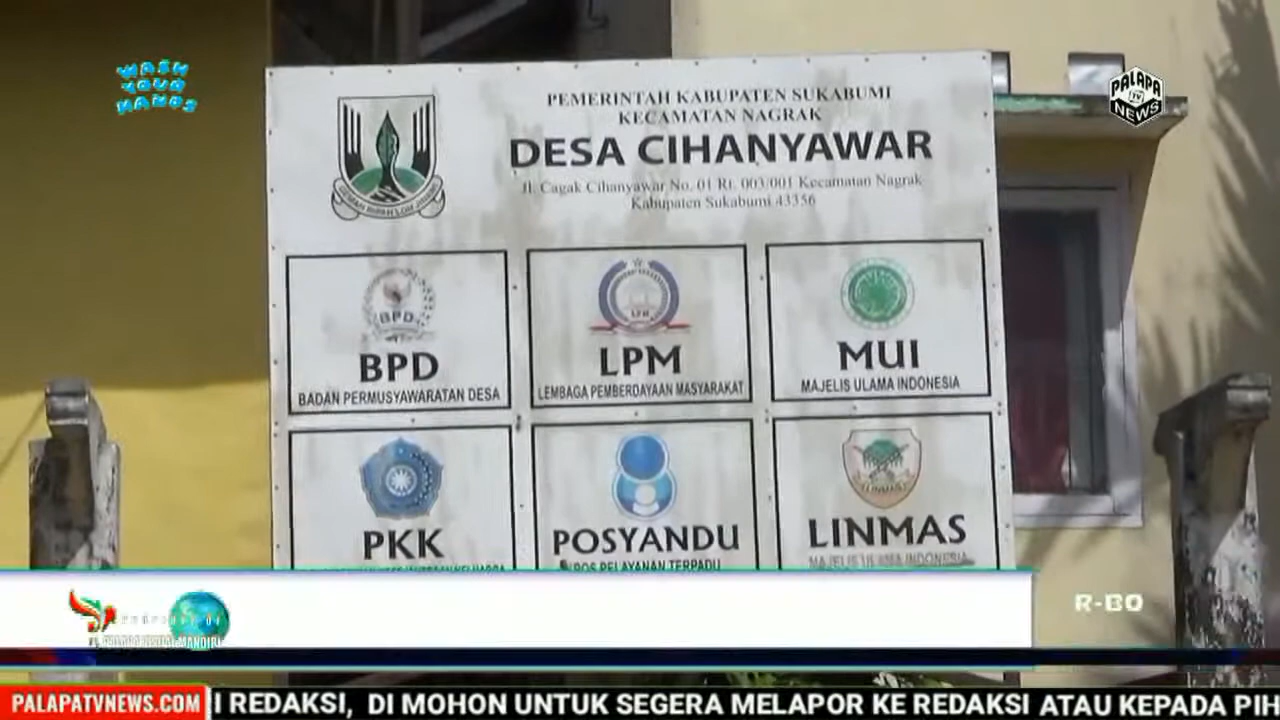 WASH
YOUR
HANDS
PALAPA
TV
NEWS
PEMERINTAH KABUPATEN SUKABUMI
KECAMATAN NAGRAK
DESA CIHANYAWAR
Jl. Cagak Cihanyawar No. 01 Rt. 003/001 Kecamatan Nagrak
Kabupaten Sukabumi 43356
BPD
BPD
BADAN PERMUSYAWARATAN DESA
LPM
LPM
LEMBAGA PEMBERDAYAAN MASYARAKAT
MUI
MAJELIS ULAMA INDONESIA
PKK
POSYANDU
POS PELAYANAN TERPADU
LINMAS
LINMAS
MAJELIS ULAMA INDONESIA
R-BO
PALAPATVNEWS.COM
I REDAKSI, DI MOHON UNTUK SEGERA MELAPOR KE REDAKSI ATAU KEPADA PIH